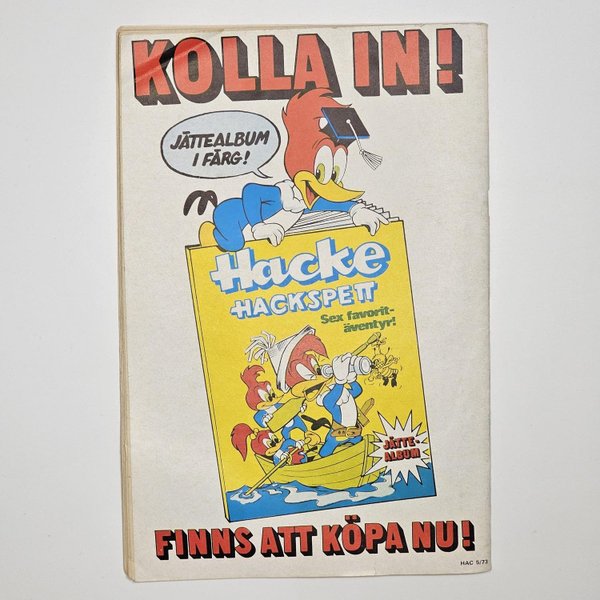 KOLLA IN!
JÄTTEALBUM
I FÄRG!
Hacke
HACKSPETT
Sex favorit-
äventyr!
JÄTTE-
ALBUM
FINNS ATT KÖPA NU!
HAC 5/73